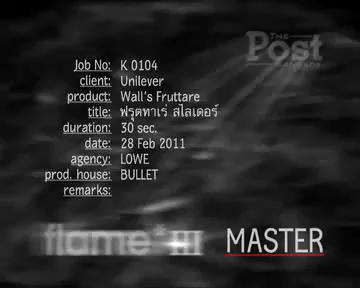 THE
Post
Job No: K 0104
client: Unilever
product: Wall's Fruttare
title: ฟรุตทาเร่ สไลเดอร์
duration: 30 sec.
date: 28 Feb 2011
agency: LOWE
prod. house: BULLET
remarks:
flame* III MASTER